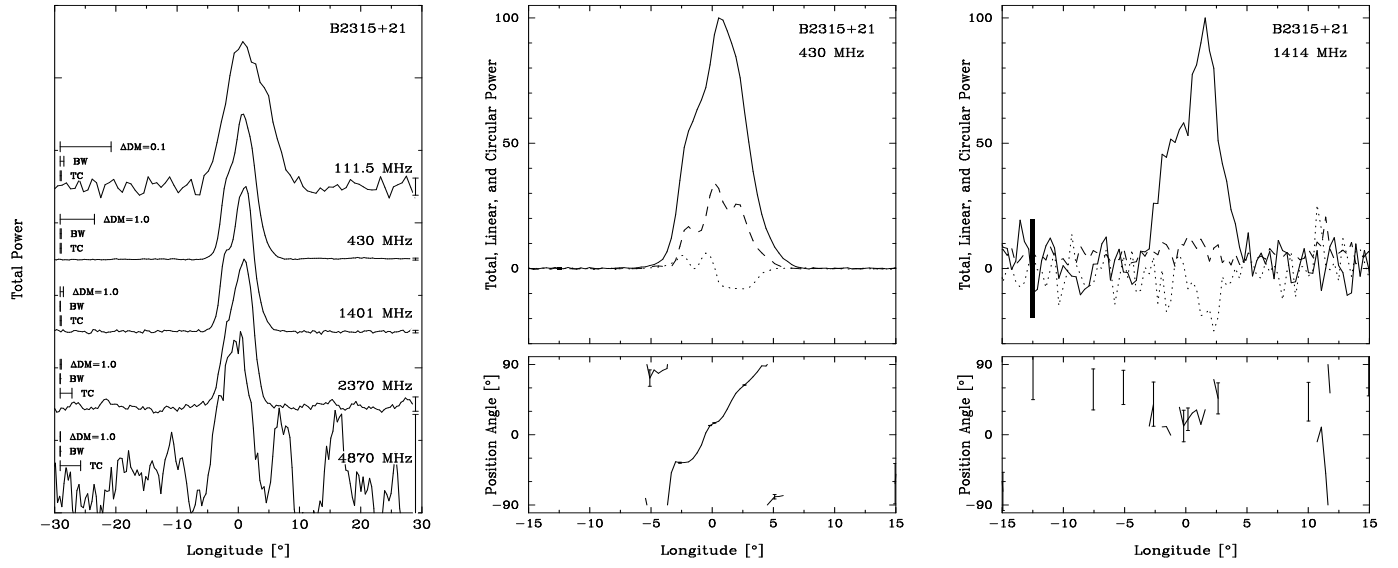 B2315+21
ΔDM=0.1
BW
TC
111.5 MHz
ΔDM=1.0
BW
TC
430 MHz
ΔDM=1.0
BW
TC
1401 MHz
ΔDM=1.0
BW
TC
2370 MHz
ΔDM=1.0
BW
TC
4870 MHz
Total Power
−30 −20 −10 0 10 20 30
Longitude [°]
B2315+21
430 MHz
Total, Linear, and Circular Power
100
50
0
Position Angle [°]
90
0
−90
−15 −10 −5 0 5 10 15
Longitude [°]
B2315+21
1414 MHz
Total, Linear, and Circular Power
100
50
0
Position Angle [°]
90
0
−90
−15 −10 −5 0 5 10 15
Longitude [°]